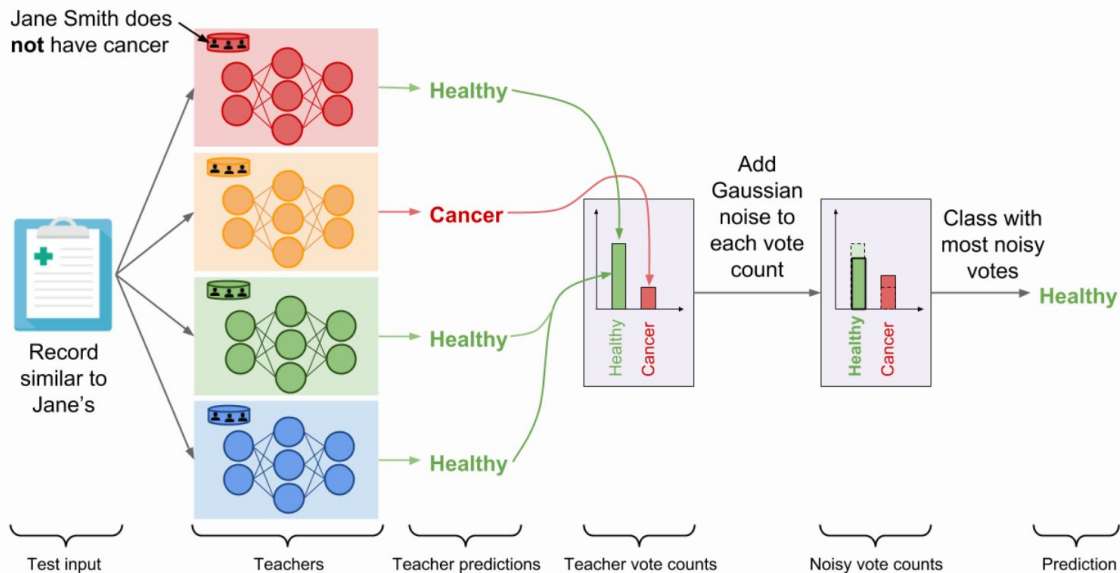 Jane Smith does
not have cancer
Healthy
Cancer
Healthy
Healthy
Record
similar to
Jane's
Healthy
Cancer
Add
Gaussian
noise to
each vote
count
Healthy
Cancer
Class with
most noisy
votes
Healthy
Test input
Teachers
Teacher predictions
Teacher vote counts
Noisy vote counts
Prediction